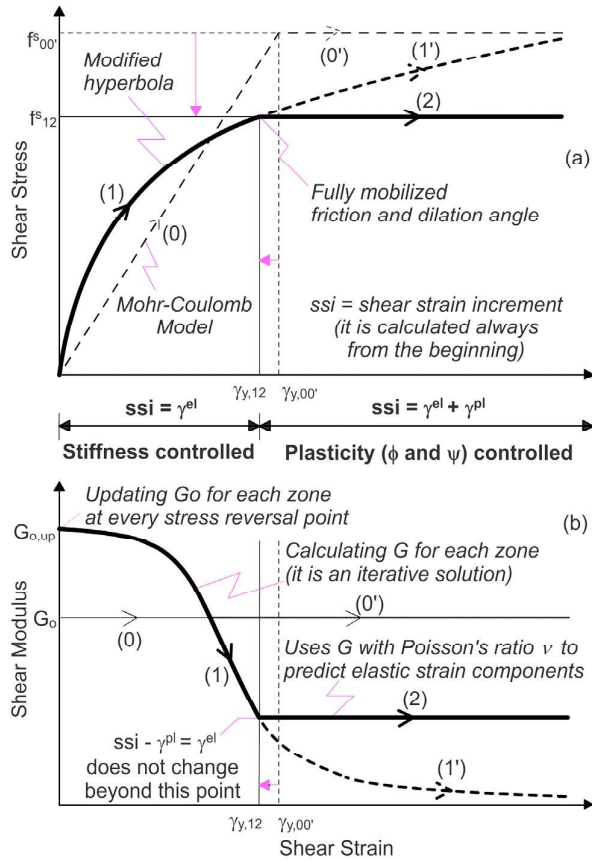 (a)
fˢ₀₀'
(0')
(1')
Modified
hyperbola
(2)
fˢ₁₂
Shear Stress
(1)
Fully mobilized
friction and dilation angle
(0)
Mohr-Coulomb
Model
ssi = shear strain increment
(it is calculated always
from the beginning)
γy,12
γy,00'
ssi = γᵉˡ
ssi = γᵉˡ + γᵖˡ
Stiffness controlled
Plasticity (ϕ and ψ) controlled
Updating Go for each zone
at every stress reversal point
(b)
Go,up
Calculating G for each zone
(it is an iterative solution)
Shear Modulus
Go
(0)
(0')
(1)
Uses G with Poisson's ratio ν to
predict elastic strain components
(2)
ssi - γᵖˡ = γᵉˡ
does not change
beyond this point
(1')
γy,12
γy,00'
Shear Strain